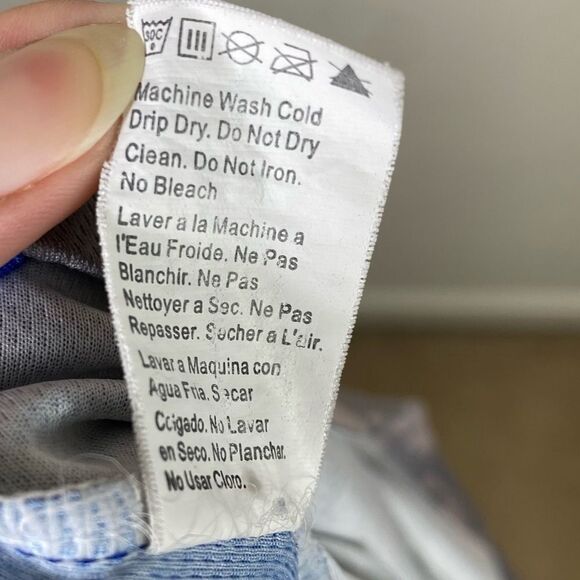 30C
Machine Wash Cold
Drip Dry. Do Not Dry
Clean. Do Not Iron.
No Bleach
Laver a la Machine a
l'Eau Froide. Ne Pas
Blanchir. Ne Pas
Nettoyer a Sec. Ne Pas
Repasser. Secher a L'air.
Lavar a Maquina con
Agua Fria. Secar
Colgado. No Lavar
en Seco. No Planchar.
No Usar Cloro.